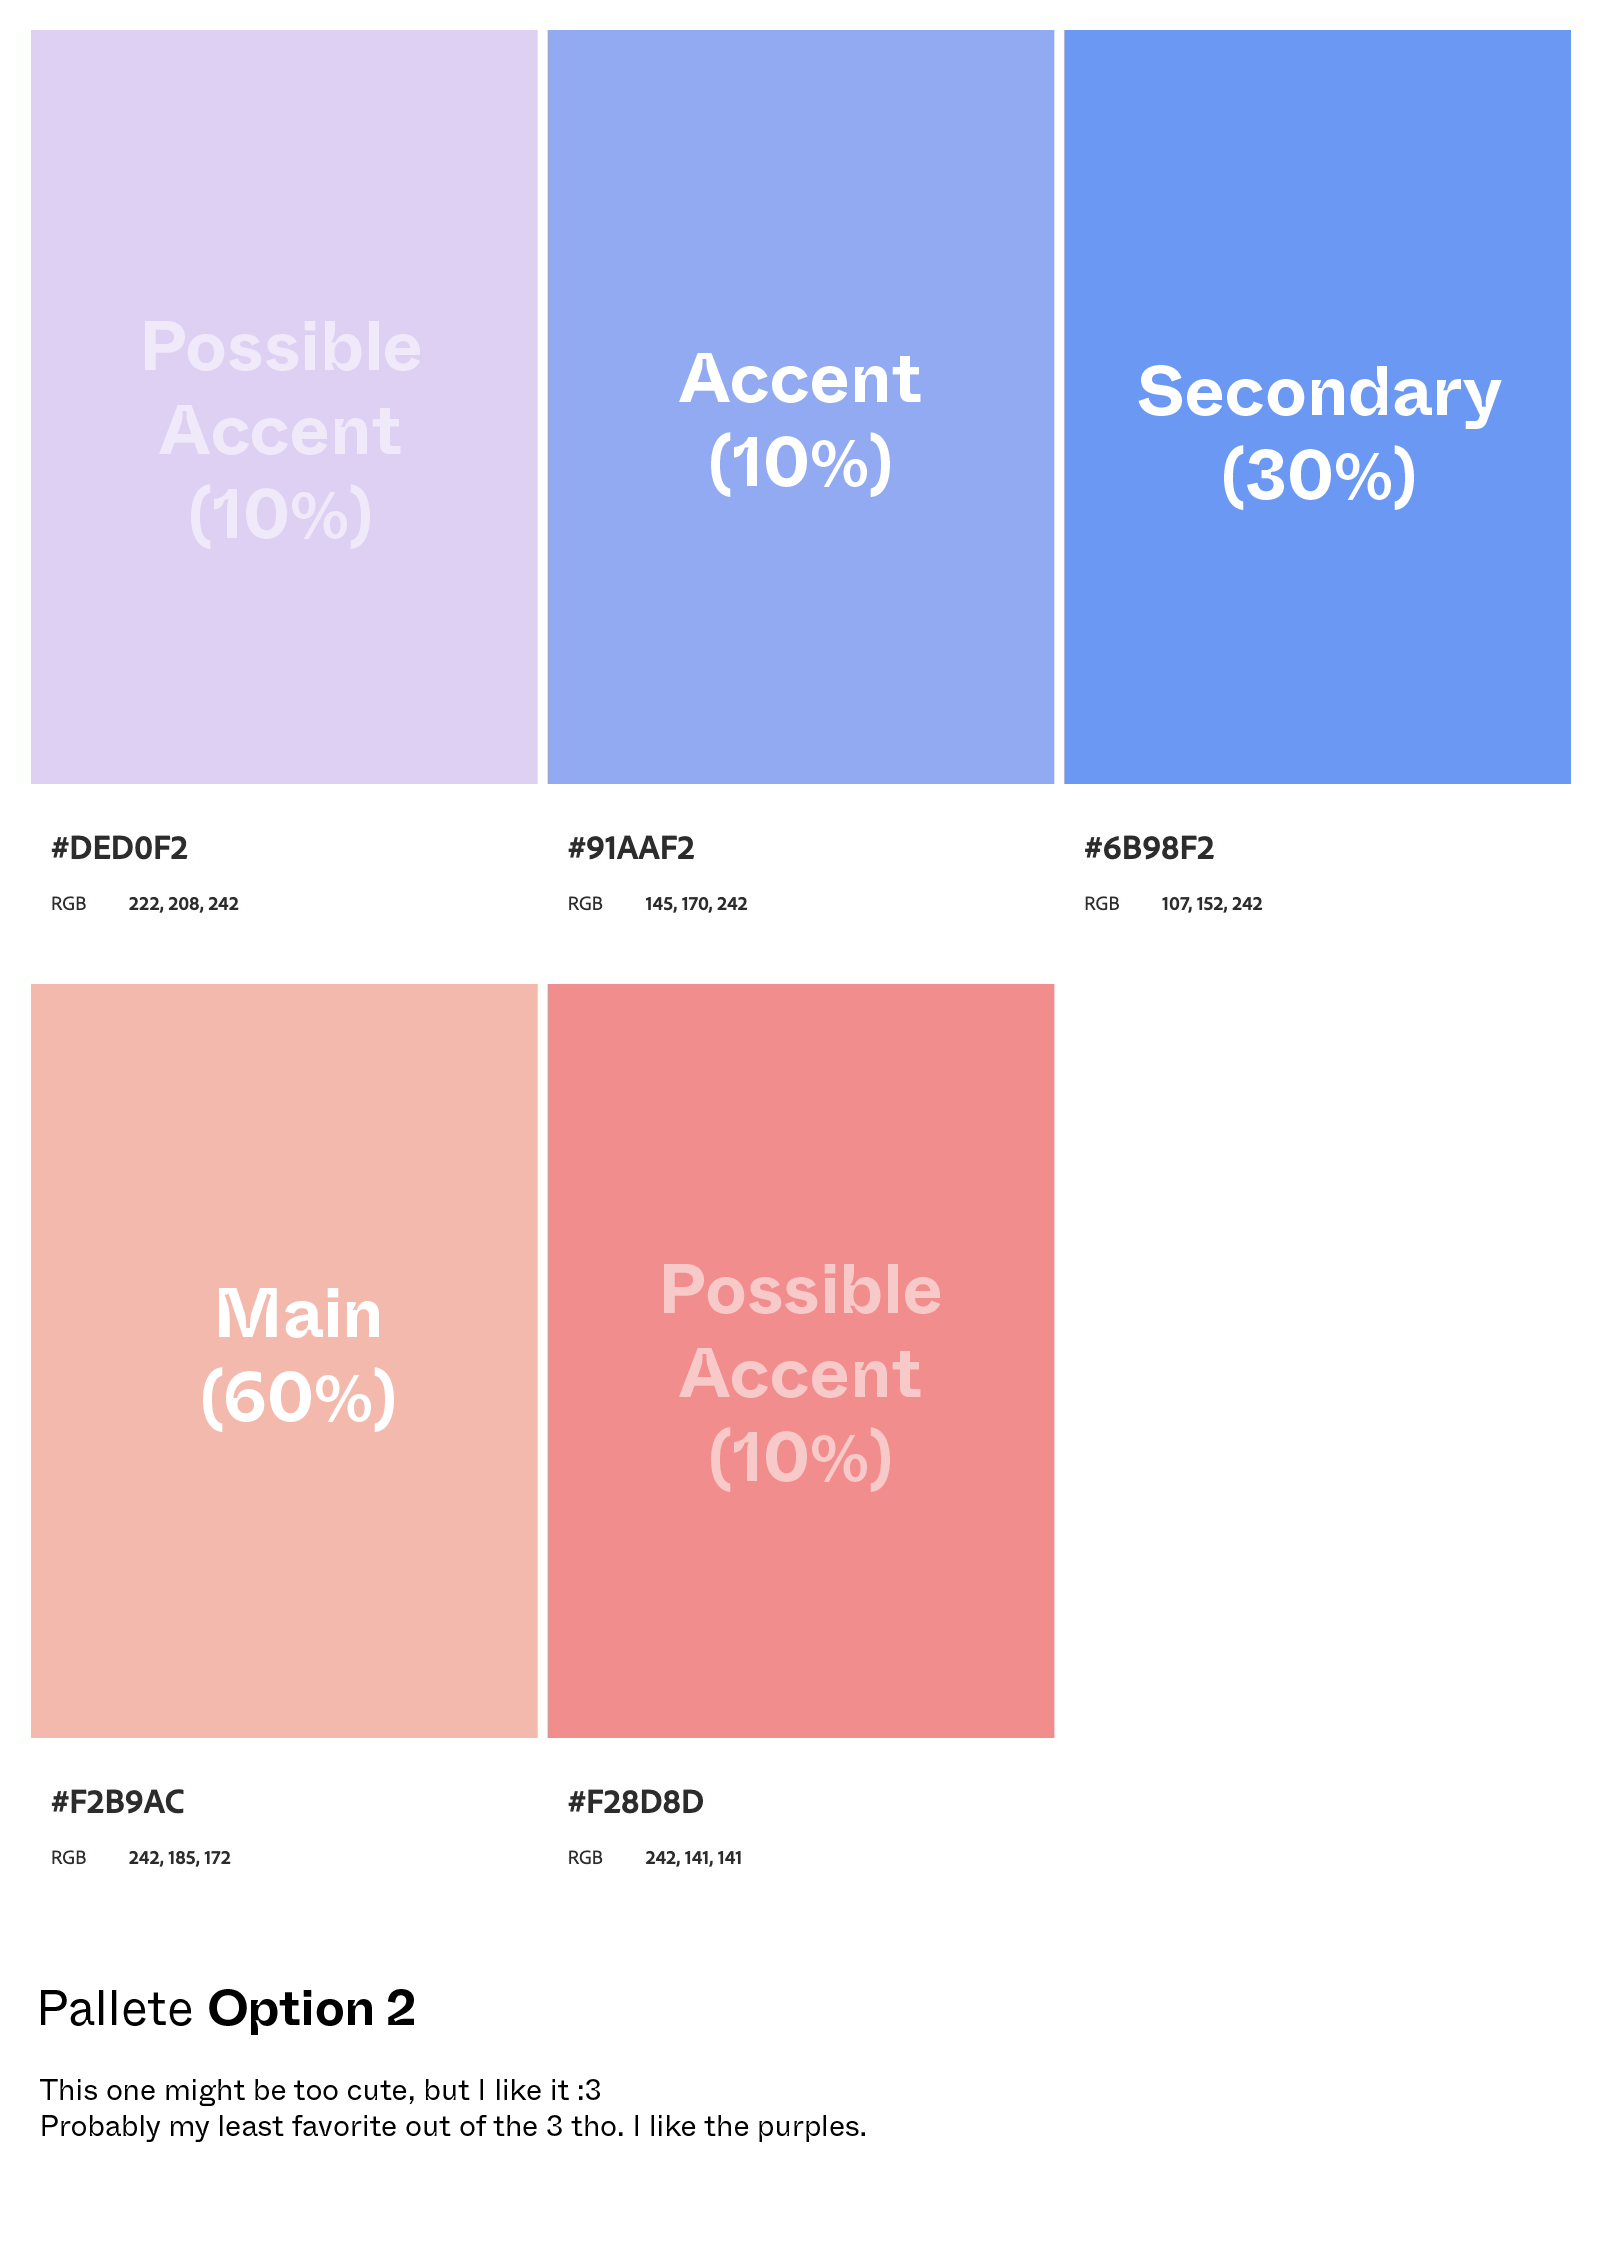 Possible
Accent
(10%)
Accent
(10%)
Secondary
(30%)
#DED0F2
RGB 222, 208, 242
#91AAF2
RGB 145, 170, 242
#6B98F2
RGB 107, 152, 242
Main
(60%)
Possible
Accent
(10%)
#F2B9AC
RGB 242, 185, 172
#F28D8D
RGB 242, 141, 141
Pallete Option 2
This one might be too cute, but I like it :3
Probably my least favorite out of the 3 tho. I like the purples.